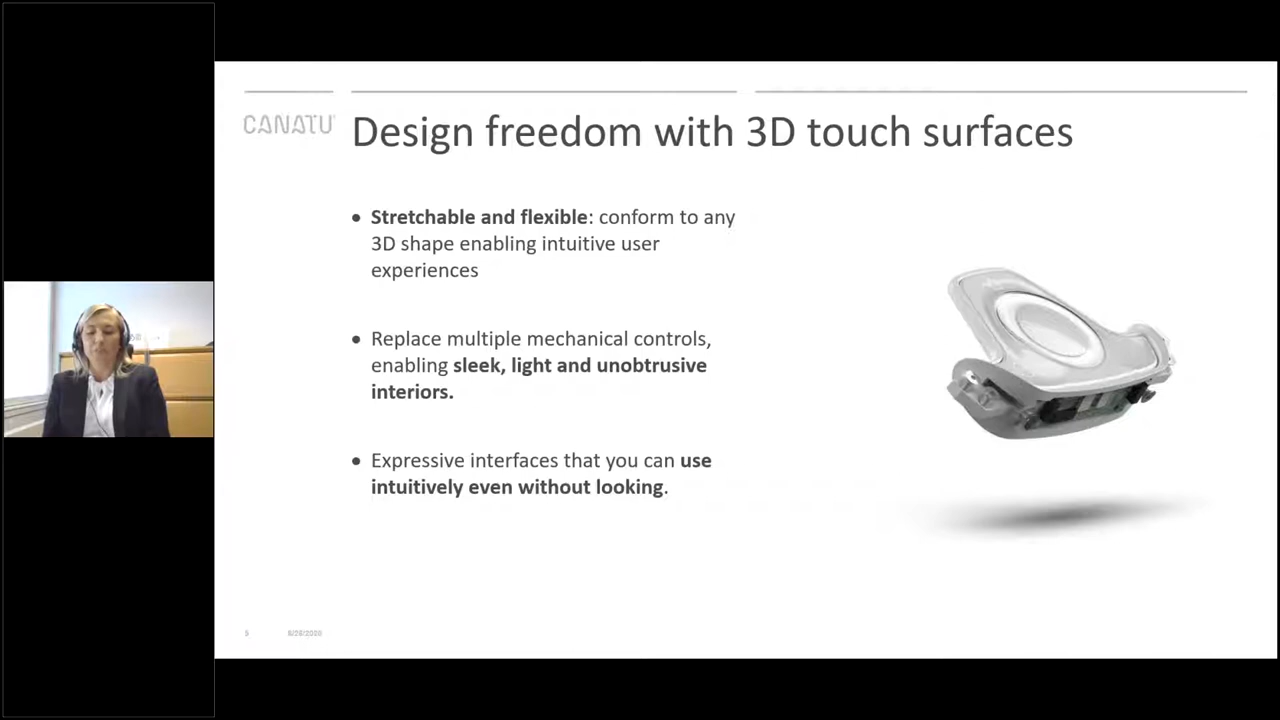 CANATU
Design freedom with 3D touch surfaces
• Stretchable and flexible: conform to any
3D shape enabling intuitive user
experiences
• Replace multiple mechanical controls,
enabling sleek, light and unobtrusive
interiors.
• Expressive interfaces that you can use
intuitively even without looking.
5